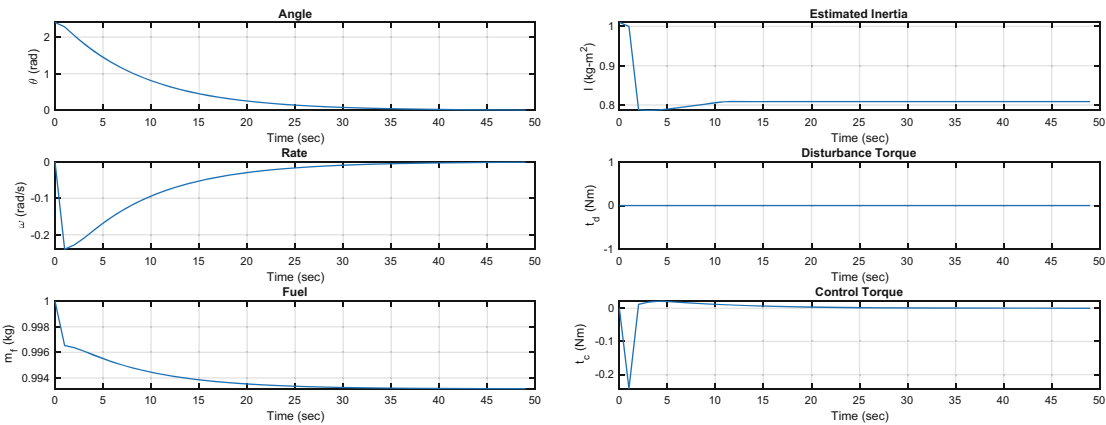 Angle
θ (rad)
2
1
0
0 5 10 15 20 25 30 35 40 45 50
Time (sec)
Rate
ω (rad/s)
0
-0.1
-0.2
0 5 10 15 20 25 30 35 40 45 50
Time (sec)
Fuel
m_f (kg)
1
0.998
0.996
0.994
0 5 10 15 20 25 30 35 40 45 50
Time (sec)
Estimated Inertia
I (kg-m²)
1
0.9
0.8
0 5 10 15 20 25 30 35 40 45 50
Time (sec)
Disturbance Torque
t_d (Nm)
1
0
-1
0 5 10 15 20 25 30 35 40 45 50
Time (sec)
Control Torque
t_c (Nm)
0
-0.1
-0.2
0 5 10 15 20 25 30 35 40 45 50
Time (sec)